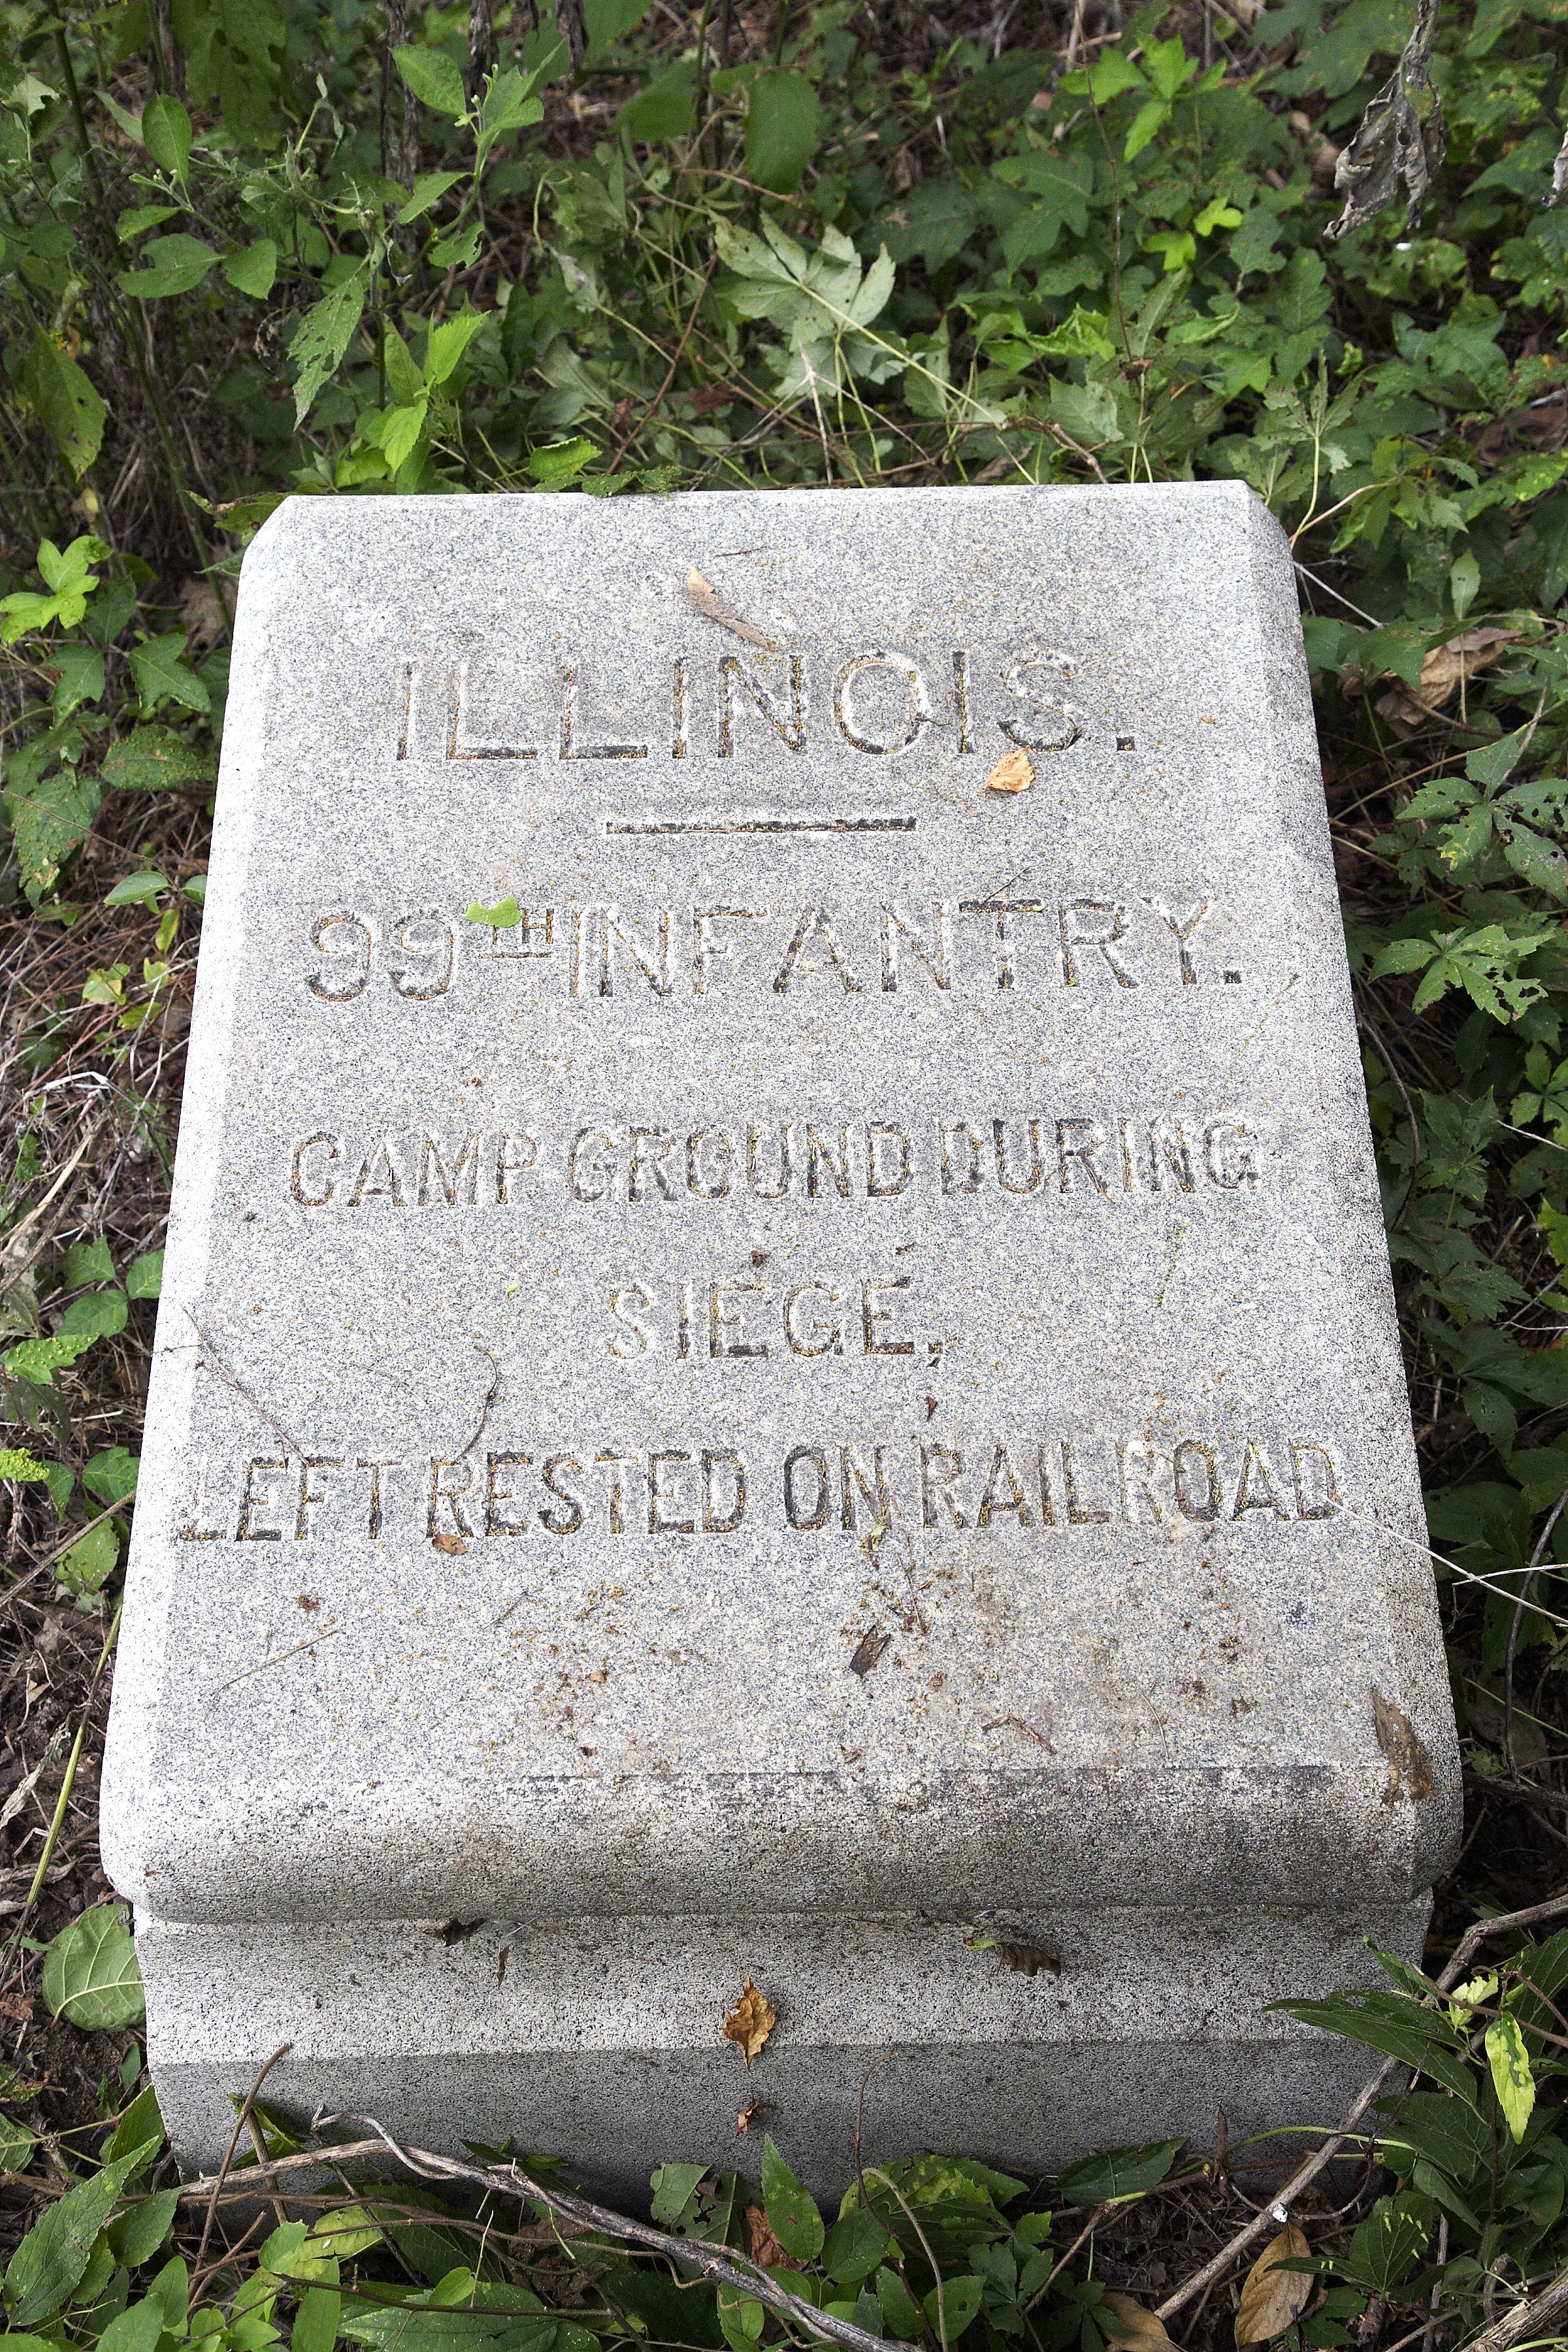 ILLINOIS.
99TH INFANTRY.
CAMP GROUND DURING
SIEGE,
LEFT RESTED ON RAILROAD